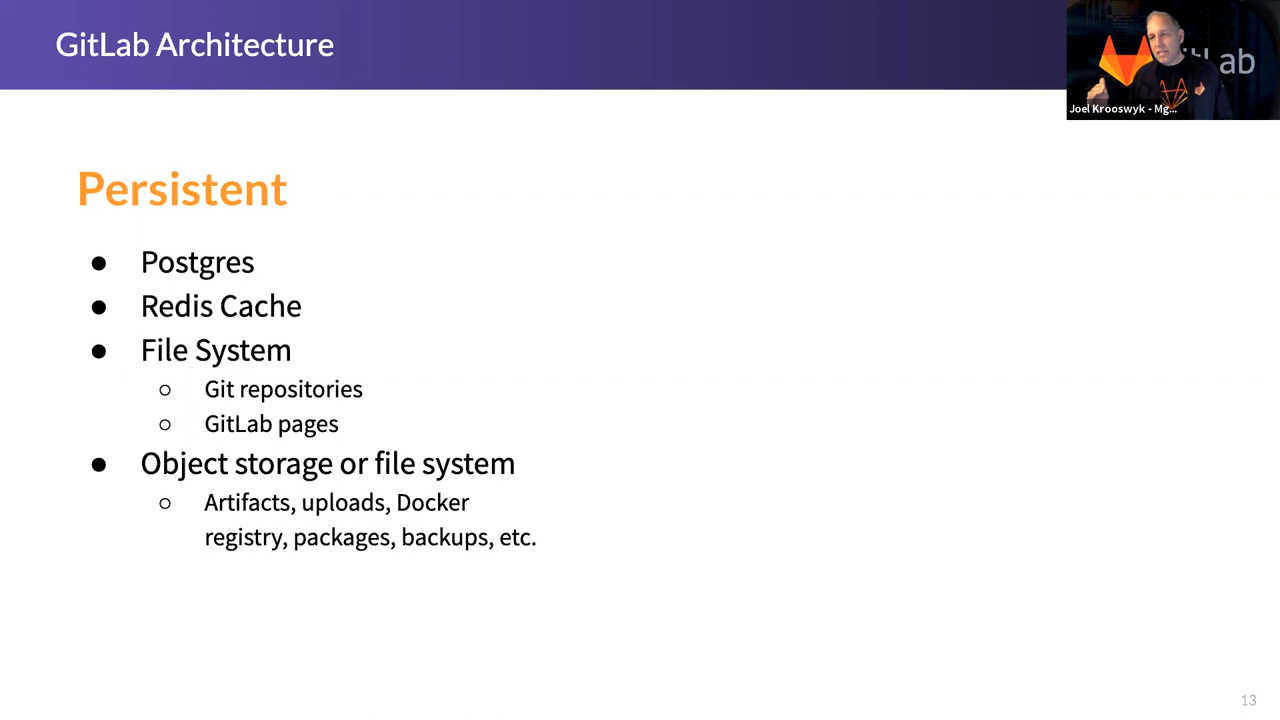 GitLab Architecture
Joel Krooswyk - Mg...
Persistent
● Postgres
● Redis Cache
● File System
○ Git repositories
○ GitLab pages
● Object storage or file system
○ Artifacts, uploads, Docker
registry, packages, backups, etc.
13